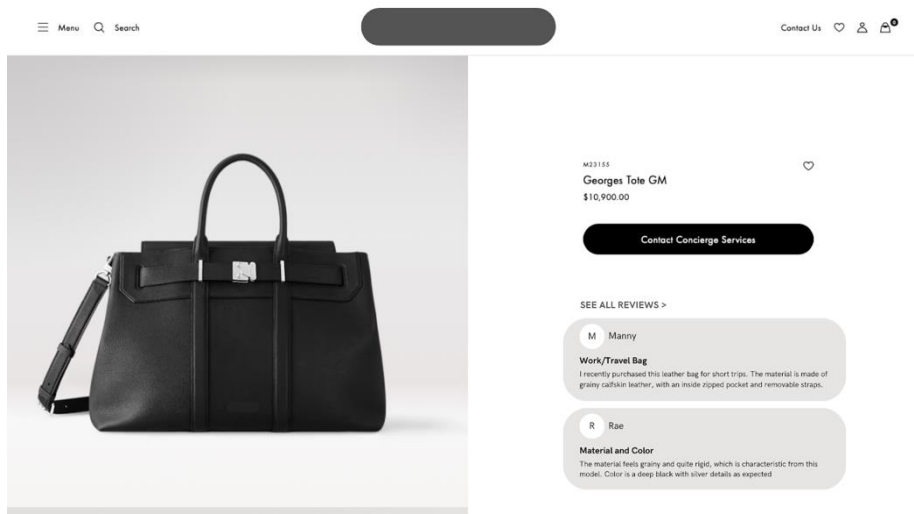 Menu
Search
Contact Us
0
M23155
Georges Tote GM
$10,900.00
Contact Concierge Services
SEE ALL REVIEWS >
M Manny
Work/Travel Bag
I recently purchased this leather bag for short trips. The material is made of
grainy calfskin leather, with an inside zipped pocket and removable straps.
R Rae
Material and Color
The material feels grainy and quite rigid, which is characteristic from this
model. Color is a deep black with silver details as expected